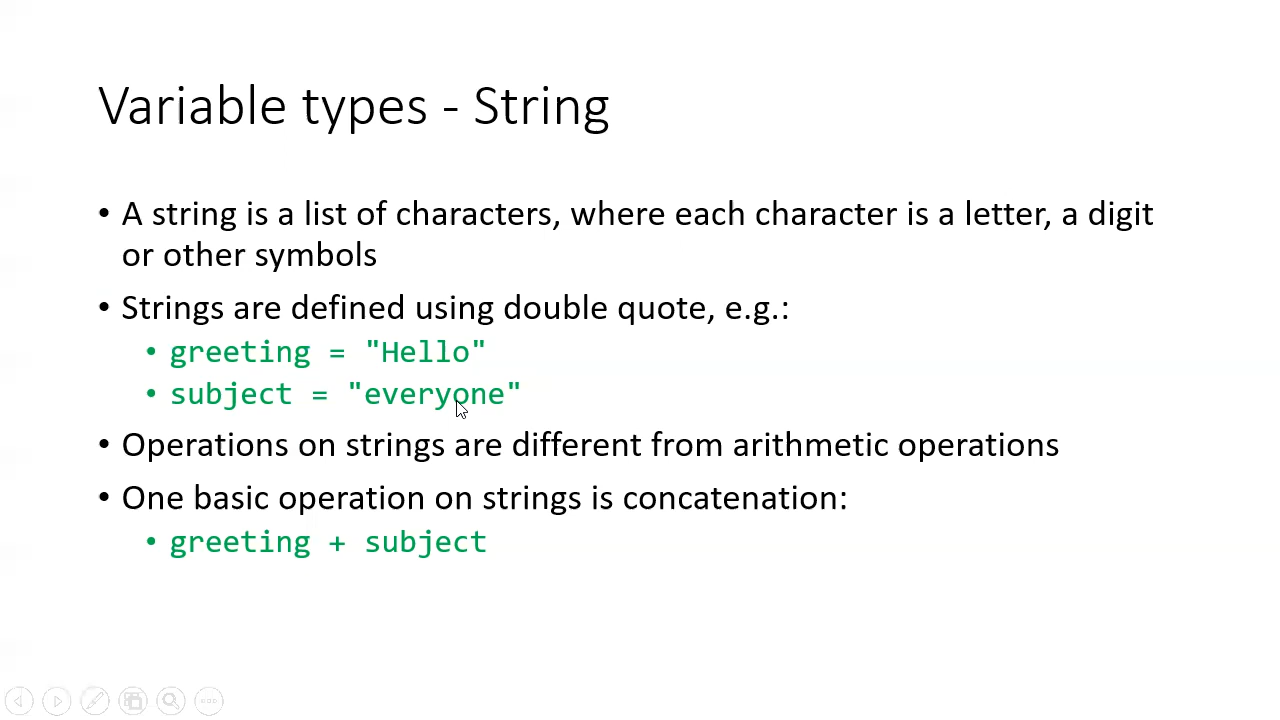 Variable types - String
• A string is a list of characters, where each character is a letter, a digit
or other symbols
• Strings are defined using double quote, e.g.:
• greeting = "Hello"
• subject = "everyone"
• Operations on strings are different from arithmetic operations
• One basic operation on strings is concatenation:
• greeting + subject